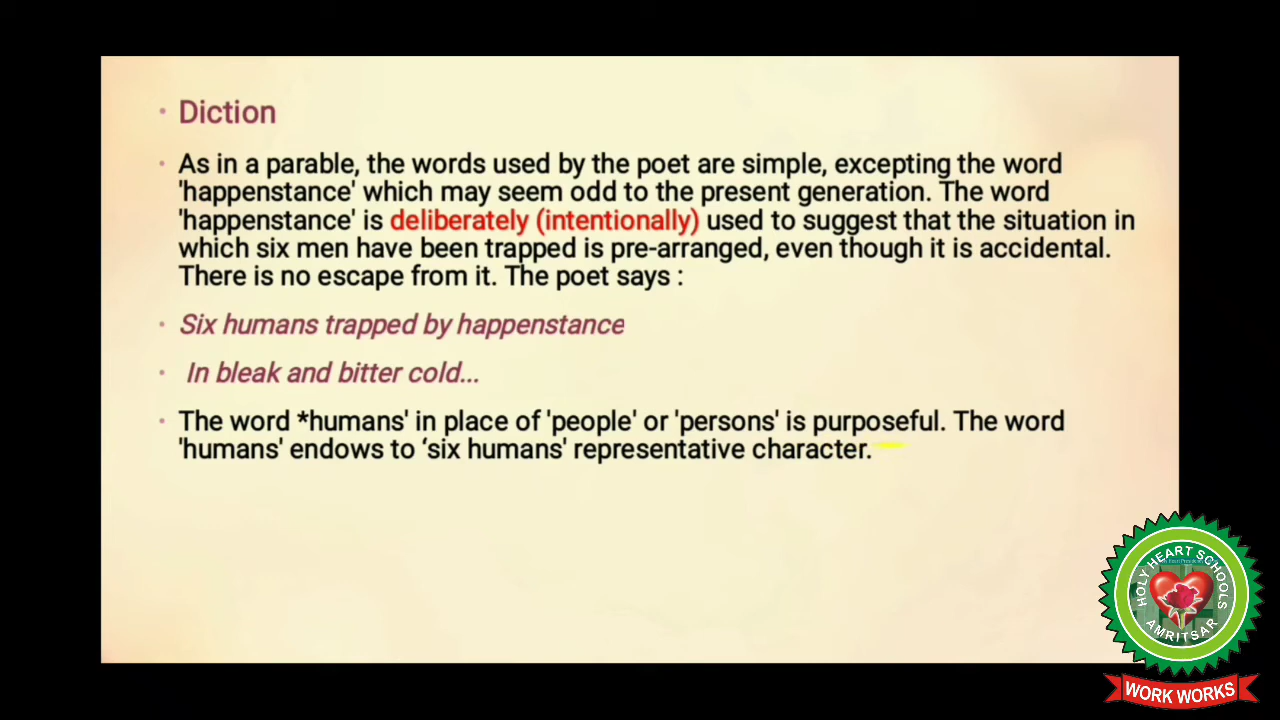 Diction
As in a parable, the words used by the poet are simple, excepting the word
'happenstance' which may seem odd to the present generation. The word
'happenstance' is deliberately (intentionally) used to suggest that the situation in
which six men have been trapped is pre-arranged, even though it is accidental.
There is no escape from it. The poet says :
Six humans trapped by happenstance
In bleak and bitter cold...
The word *humans' in place of 'people' or 'persons' is purposeful. The word
'humans' endows to ‘six humans' representative character.
HOLY HEART SCHOOLS
AMRITSAR
WORK WORKS